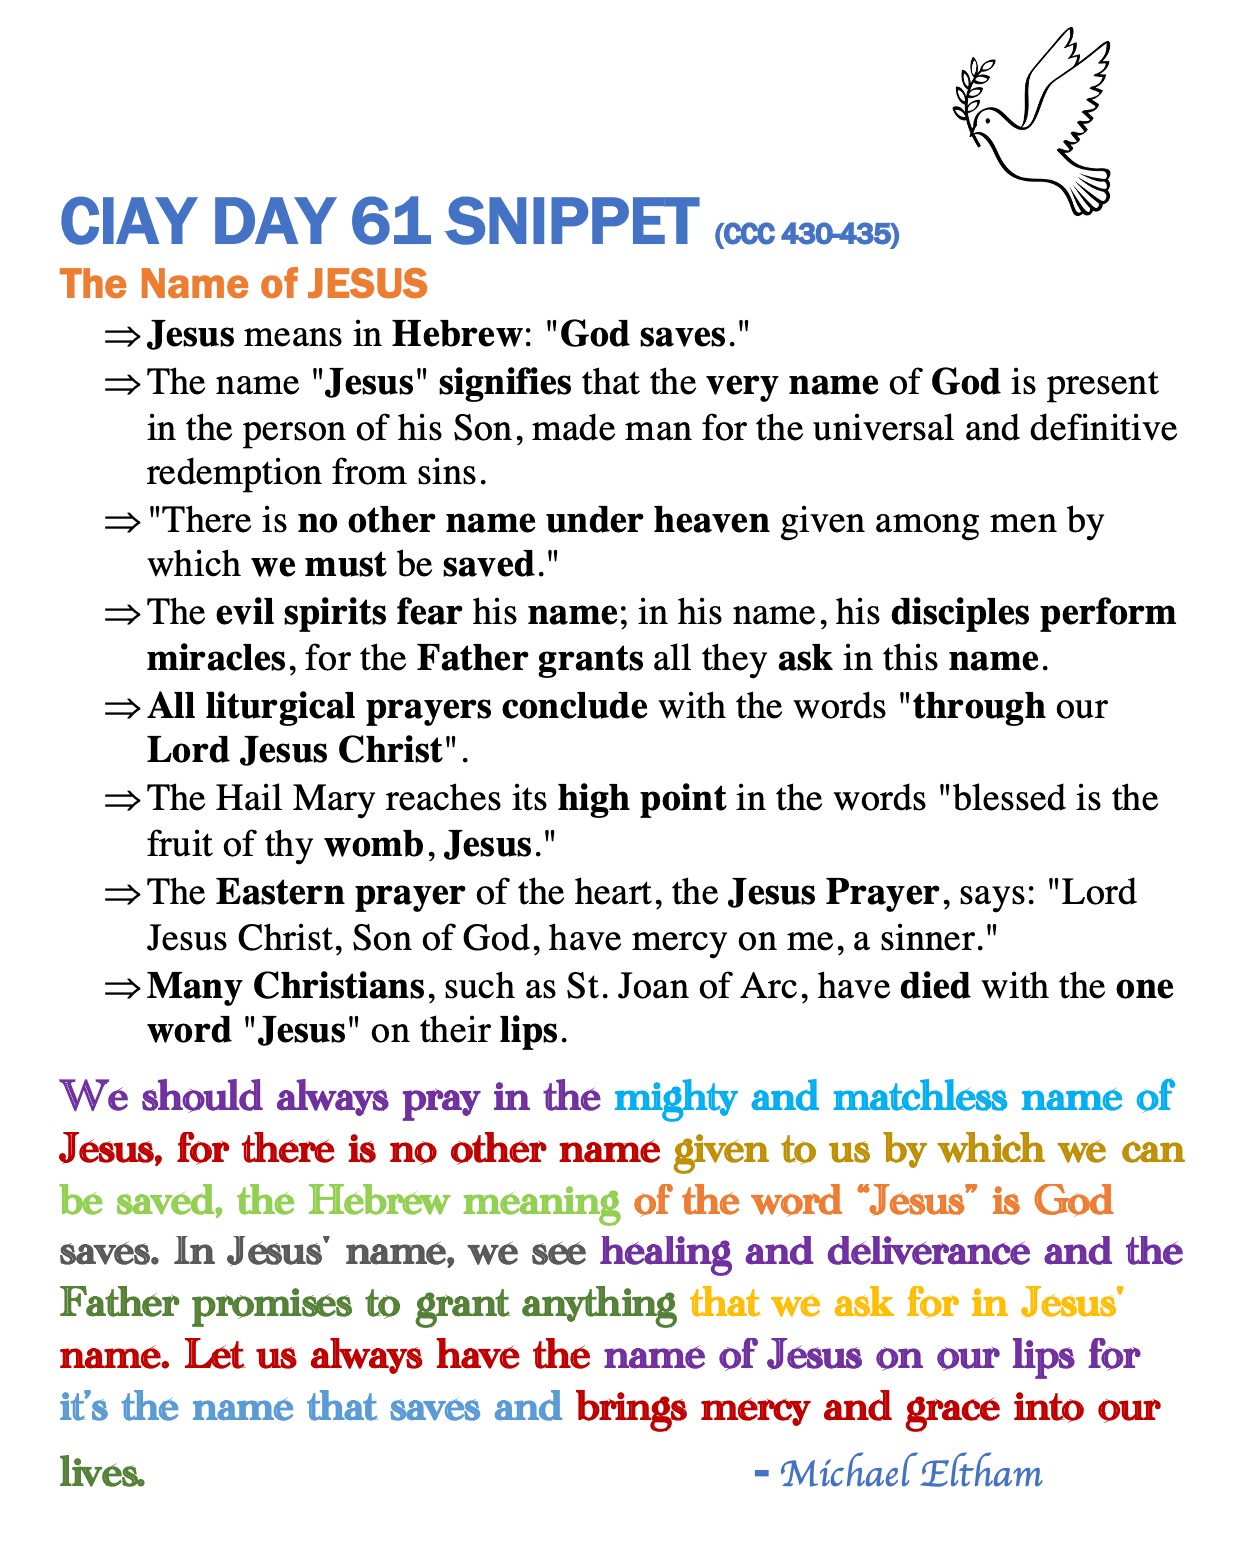 CIAY DAY 61 SNIPPET (CCC 430-435)
The Name of JESUS
⇒ Jesus means in Hebrew: "God saves."
⇒ The name "Jesus" signifies that the very name of God is present
in the person of his Son, made man for the universal and definitive
redemption from sins.
⇒ "There is no other name under heaven given among men by
which we must be saved."
⇒ The evil spirits fear his name; in his name, his disciples perform
miracles, for the Father grants all they ask in this name.
⇒ All liturgical prayers conclude with the words "through our
Lord Jesus Christ".
⇒ The Hail Mary reaches its high point in the words "blessed is the
fruit of thy womb, Jesus."
⇒ The Eastern prayer of the heart, the Jesus Prayer, says: "Lord
Jesus Christ, Son of God, have mercy on me, a sinner."
⇒ Many Christians, such as St. Joan of Arc, have died with the one
word "Jesus" on their lips.
We should always pray in the mighty and matchless name of
Jesus, for there is no other name given to us by which we can
be saved, the Hebrew meaning of the word “Jesus” is God
saves. In Jesus' name, we see healing and deliverance and the
Father promises to grant anything that we ask for in Jesus'
name. Let us always have the name of Jesus on our lips for
it's the name that saves and brings mercy and grace into our
lives. - Michael Eltham